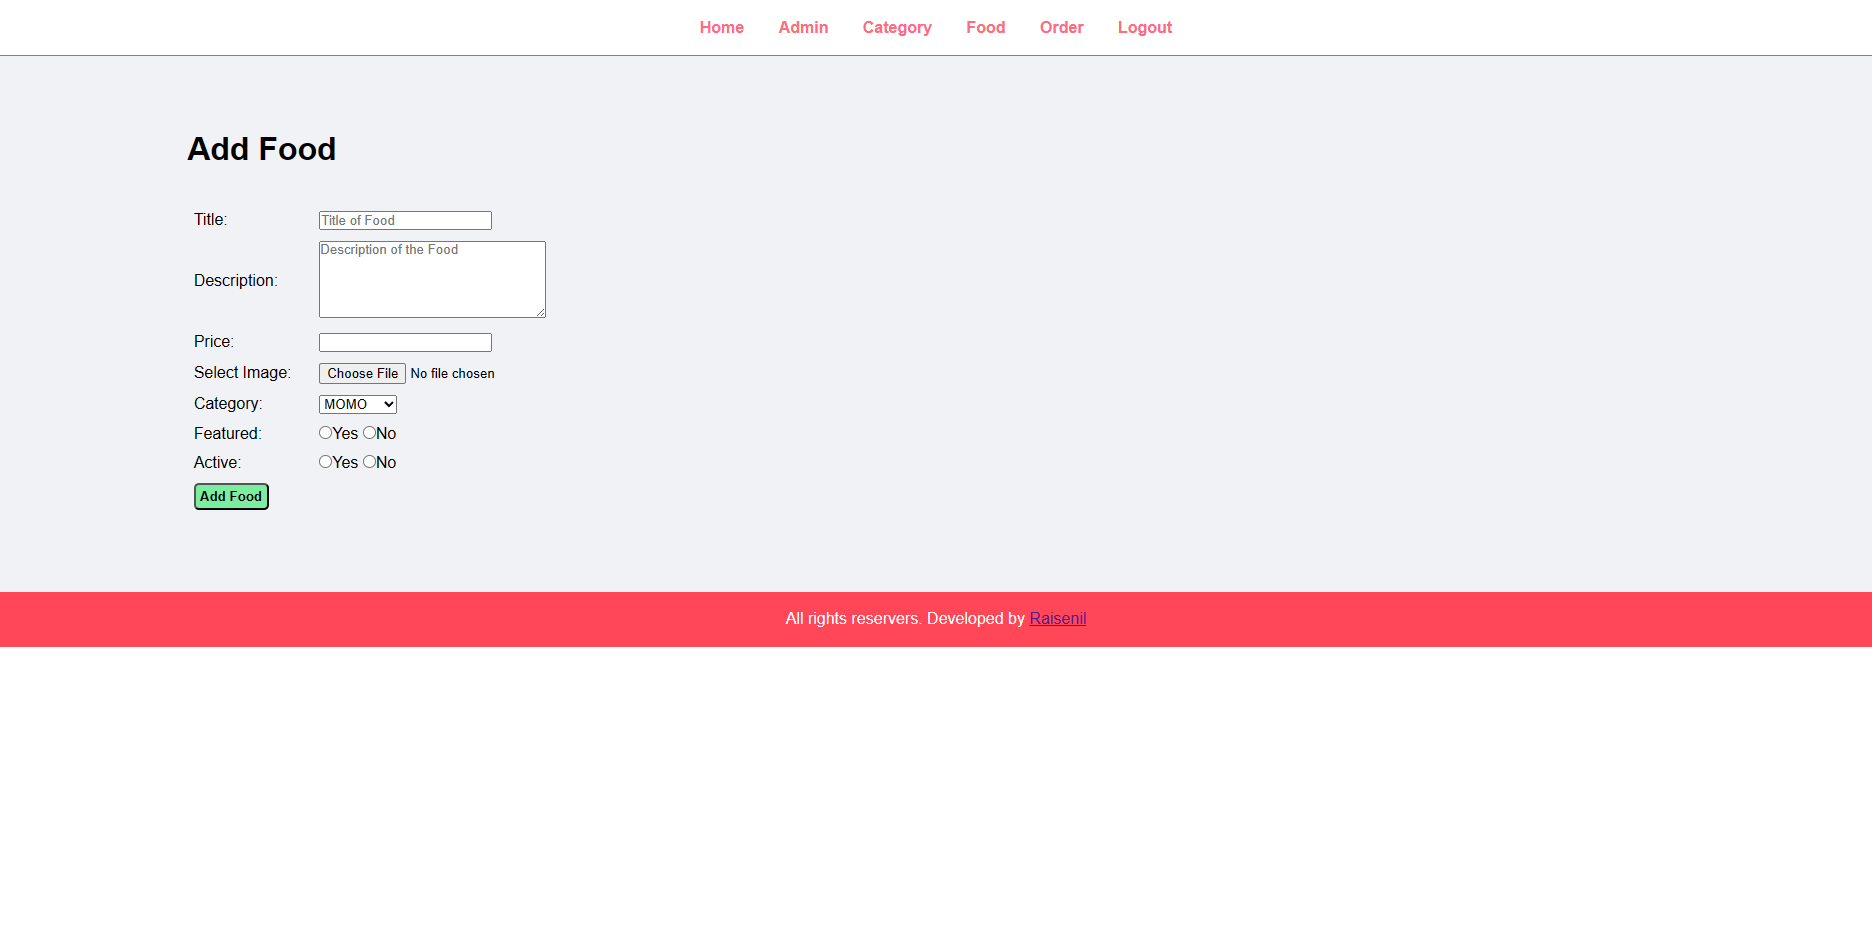 Home Admin Category Food Order Logout
Add Food
Title: Title of Food
Description: Description of the Food
Price:
Select Image: Choose File No file chosen
Category: MOMO
Featured: Yes No
Active: Yes No
Add Food
All rights reservers. Developed by Raisenil